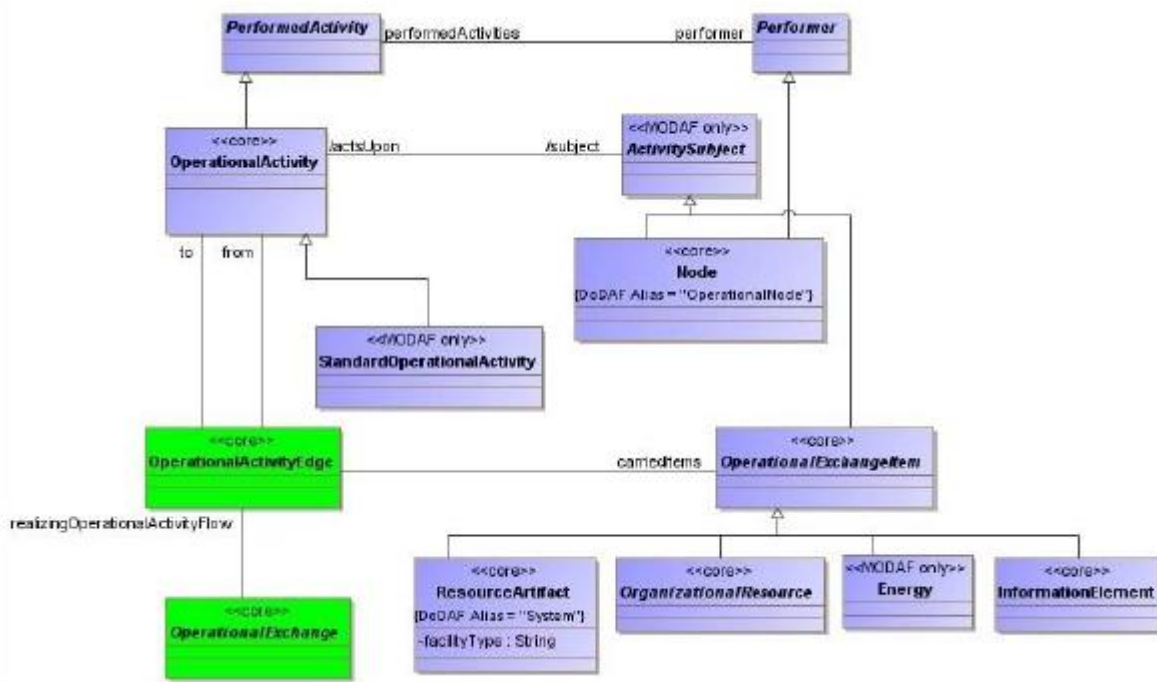 PerformedActivity
performedActivities
performer
Performer
<<core>>
OperationalActivity
/actsUpon
/subject
<<MODAF only>>
ActivitySubject
to
from
<<core>>
Node
{DoDAF.Alias = "OperationalNode"}
<<MODAF only>>
StandardOperationalActivity
<<core>>
OperationalActivityEdge
carriedItems
<<core>>
OperationalExchangeItem
realizingOperationalActivityFlow
<<core>>
ResourceArtifact
{DoDAF.Alias = "System"}
-facilityType : String
<<core>>
OrganizationalResource
<<MODAF only>>
Energy
<<core>>
InformationElement
<<core>>
OperationalExchange